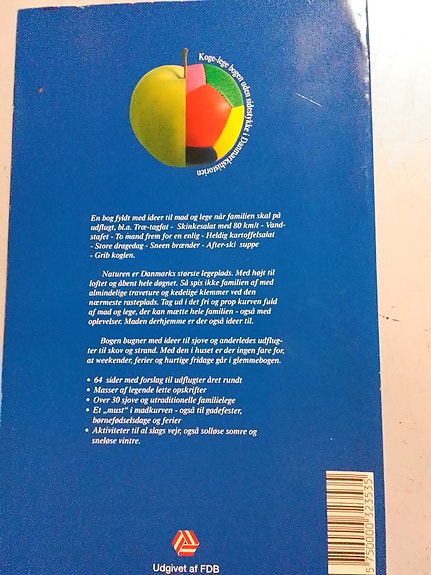 Koge-lege bogen uden sidestykke i Danmarkshistorien
En bog fyldt med ideer til mad og lege når familien skal på
udflugt, bl.a. Træ-tagfat - Skinkesalat med 80 km/t - Vand-
stafet - To mand frem for en enlig - Heldig kartoffelsalat
- Store dragedag - Sneen brænder - After-ski suppe
- Grib koglen.
Naturen er Danmarks største legeplads. Med højt til
loftet og åbent hele døgnet. Så spis ikke familien af med
almindelige traveture og kedelige klemmer ved den
nærmeste rasteplads. Tag ud i det fri og prop kurven fuld
af mad og lege, der kan mætte hele familien - også med
oplevelser. Maden derhjemme er der også ideer til.
Bogen bugner med ideer til sjove og anderledes udflug-
ter til skov og strand. Med den i huset er der ingen fare for,
at weekender, ferier og hurtige fridage går i glemmebogen.
• 64 sider med forslag til udflugter året rundt
• Masser af legende lette opskrifter
• Over 30 sjove og utraditionelle familielege
• Et „must" i madkurven - også til gadefester,
børnefødselsdage og ferier
• Aktiviteter til al slags vejr, også solløse somre og
sneløse vintre.
5 750000 323535
Udgivet af FDB